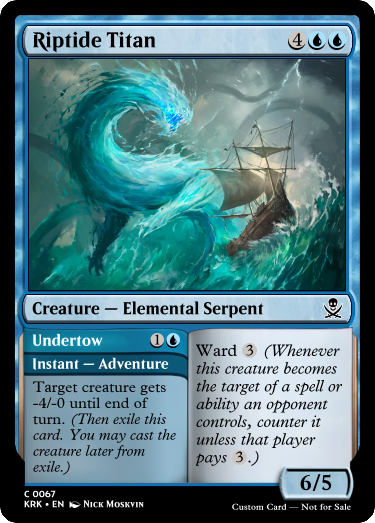 Riptide Titan 4
Creature — Elemental Serpent
Undertow 1
Instant — Adventure
Target creature gets
-4/-0 until end of
turn. (Then exile this
card. You may cast the
creature later from
exile.)
Ward 3 (Whenever
this creature becomes
the target of a spell or
ability an opponent
controls, counter it
unless that player
pays 3.)
6/5
C 0067
KRK • EN Nick Moskvin
Custom Card — Not for Sale